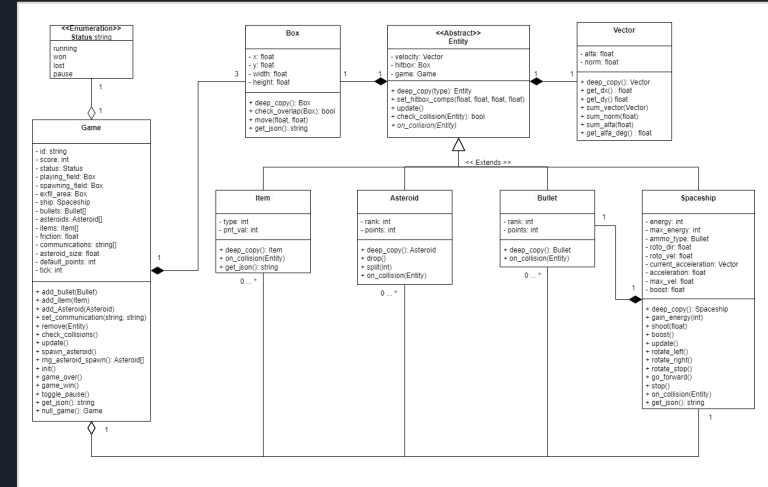 <<Enumeration>>
Status:string
running
won
lost
pause
1
1
Game
- id: string
- score: int
- status: Status
- playing_field: Box
- spawning_field: Box
- exfil_area: Box
- ship: Spaceship
- bullets: Bullet[]
- asteroids: Asteroid[]
- items: Item[]
- friction: float
- communications: string[]
- asteroid_size: float
- default_points: int
- tick: int
+ add_bullet(Bullet)
+ add_item(Item)
+ add_Asteroid(Asteroid)
+ set_communication(string, string)
+ remove(Entity)
+ check_collisions()
+ update()
+ spawn_asteroid()
+ rng_asteroid_spawn(): Asteroid[]
+ init()
+ game_over()
+ game_win()
+ toggle_pause()
+ get_json(): string
+ null_game(): Game
1
1
3
Box
- x: float
- y: float
- width: float
- height: float
+ deep_copy(): Box
+ check_overlap(Box): bool
+ move(float, float)
+ get_json(): string
1
1
<<Abstract>>
Entity
- velocity: Vector
- hitbox: Box
- game: Game
+ deep_copy(type): Entity
+ set_hitbox_comps(float, float, float, float)
+ update()
+ check_collision(Entity): bool
+ on_collision(Entity)
1
1
Vector
- alfa: float
- norm: float
+ deep_copy(): Vector
+ get_dx() : float
+ get_dy() float
+ sum_vector(Vector)
+ sum_norm(float)
+ sum_alfa(float)
+ get_alfa_deg() : float
<< Extends >>
Item
- type: int
- pnt_val: int
+ deep_copy(): Item
+ on_collision(Entity)
+ get_json(): string
0 ... *
Asteroid
- rank: int
- points: int
+ deep_copy(): Asteroid
+ drop()
+ split(int)
+ on_collision(Entity)
0 ... *
Bullet
- rank: int
- points: int
+ deep_copy(): Bullet
+ on_collision(Entity)
0 ... *
1
1
Spaceship
- energy: int
- max_energy: int
- ammo_type: Bullet
- roto_dir: float
- roto_vel: float
- current_acceleration: Vector
- acceleration: float
- max_vel: float
- boost: float
+ deep_copy(): Spaceship
+ gain_energy(int)
+ shoot(float)
+ boost()
+ update()
+ rotate_left()
+ rotate_right()
+ rotate_stop()
+ go_forward()
+ stop()
+ on_collision(Entity)
+ get_json(): string
1